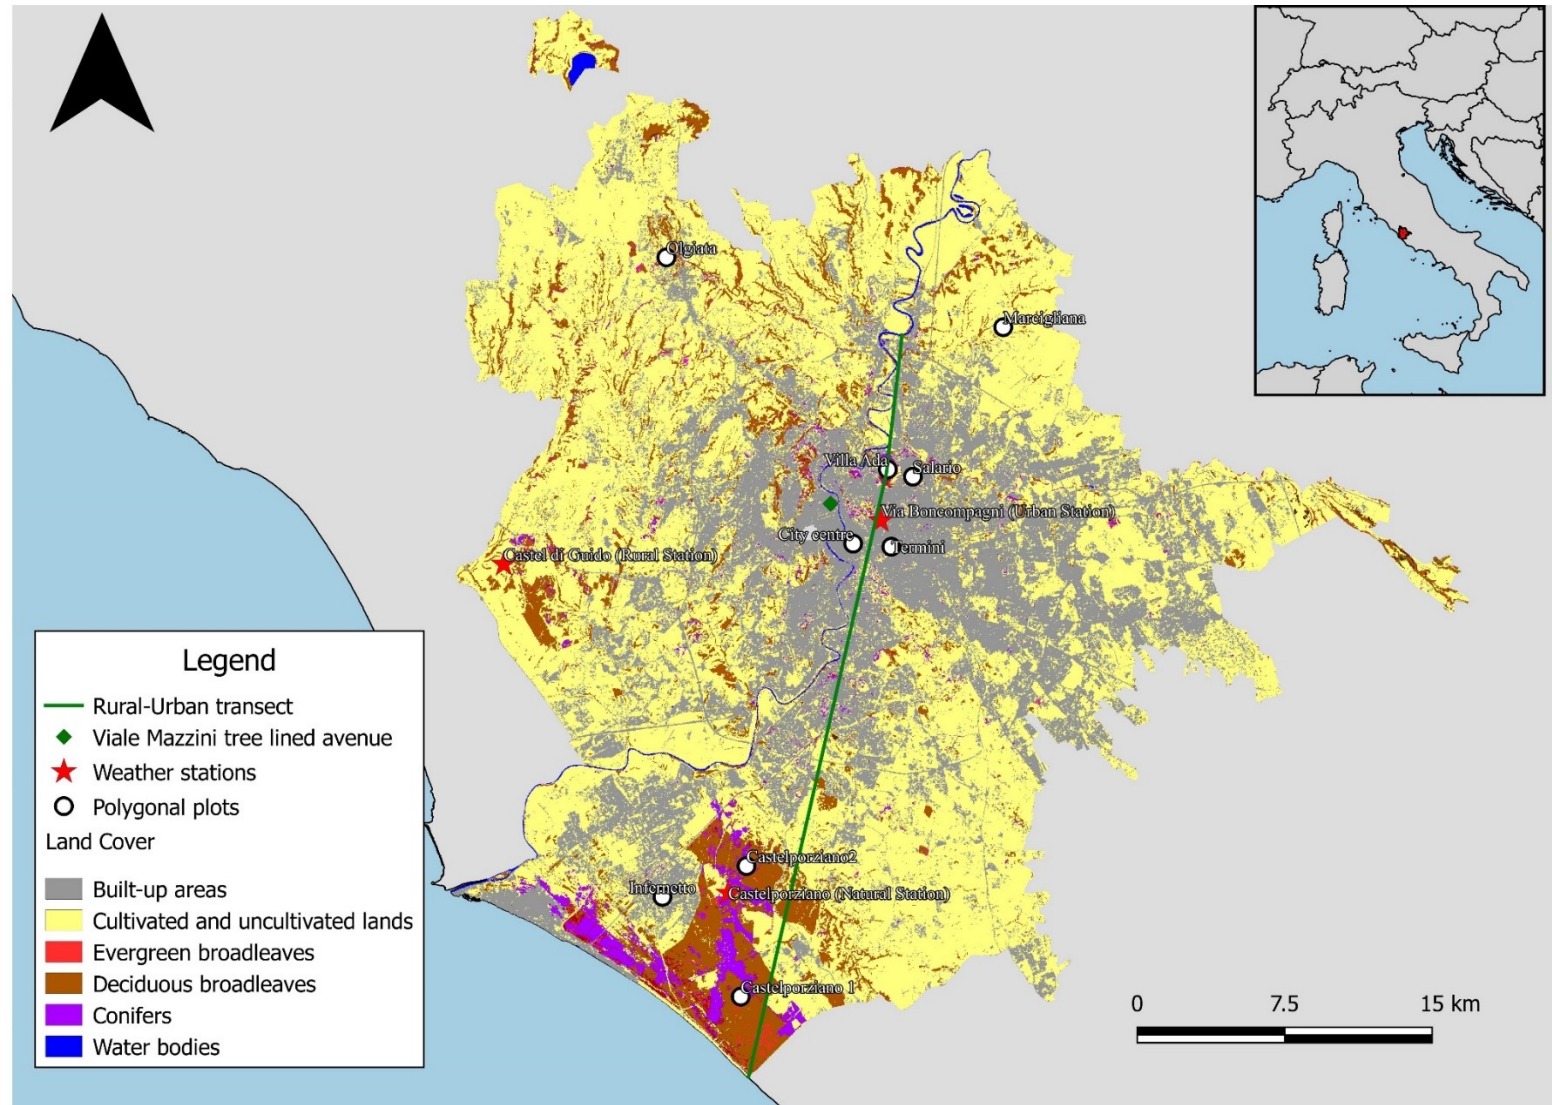 Olgiata
Marcigliana
Villa Ada
Salario
Via Boncompagni (Urban Station)
City centre
Termini
Castel di Guido (Rural Station)
Legend
Rural-Urban transect
Viale Mazzini tree lined avenue
Weather stations
Polygonal plots
Land Cover
Built-up areas
Cultivated and uncultivated lands
Evergreen broadleaves
Deciduous broadleaves
Conifers
Water bodies
Castelporziano2
Infernetto
Castelporziano (Natural Station)
Castelporziano 1
0 7.5 15 km